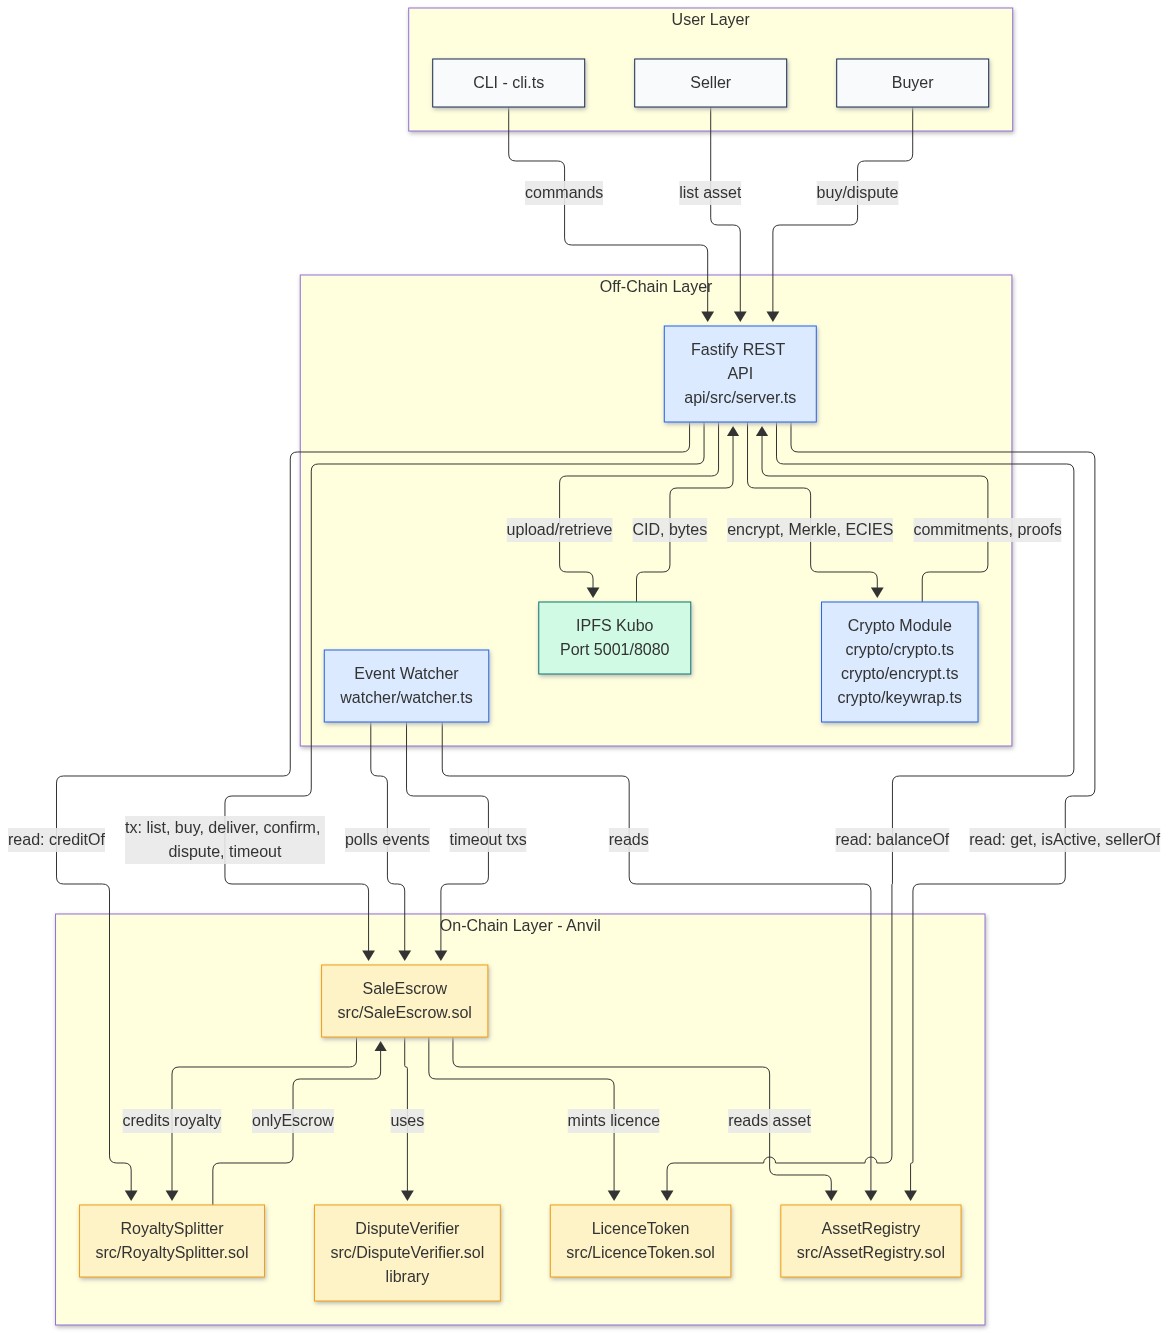 User Layer
CLI - cli.ts
Seller
Buyer
commands
list asset
buy/dispute
Off-Chain Layer
Fastify REST
API
api/src/server.ts
upload/retrieve
CID, bytes
encrypt, Merkle, ECIES
commitments, proofs
IPFS Kubo
Port 5001/8080
Crypto Module
crypto/crypto.ts
crypto/encrypt.ts
crypto/keywrap.ts
Event Watcher
watcher/watcher.ts
read: creditOf
tx: list, buy, deliver, confirm,
dispute, timeout
polls events
timeout txs
reads
read: balanceOf
read: get, isActive, sellerOf
On-Chain Layer - Anvil
SaleEscrow
src/SaleEscrow.sol
credits royalty
onlyEscrow
uses
mints licence
reads asset
RoyaltySplitter
src/RoyaltySplitter.sol
DisputeVerifier
src/DisputeVerifier.sol
library
LicenceToken
src/LicenceToken.sol
AssetRegistry
src/AssetRegistry.sol